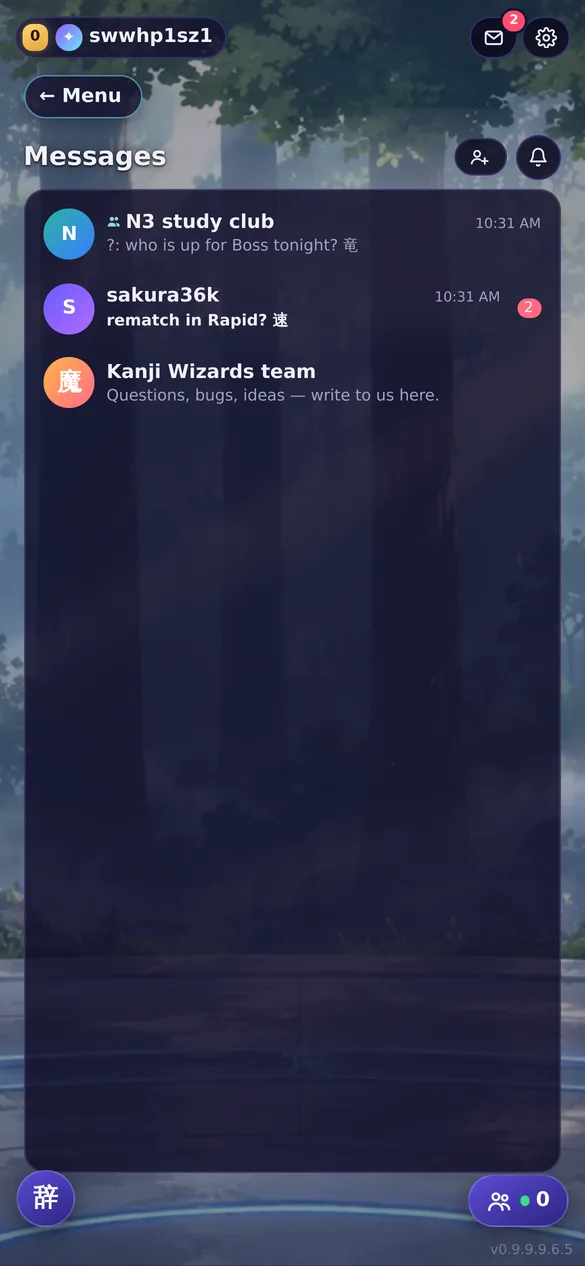 0 swwhp1sz1 2
← Menu
Messages
N N3 study club 10:31 AM
?: who is up for Boss tonight? 竜
S sakura36k 10:31 AM
rematch in Rapid? 速 2
魔 Kanji Wizards team
Questions, bugs, ideas — write to us here.
辞 0
v0.9.9.9.6.5